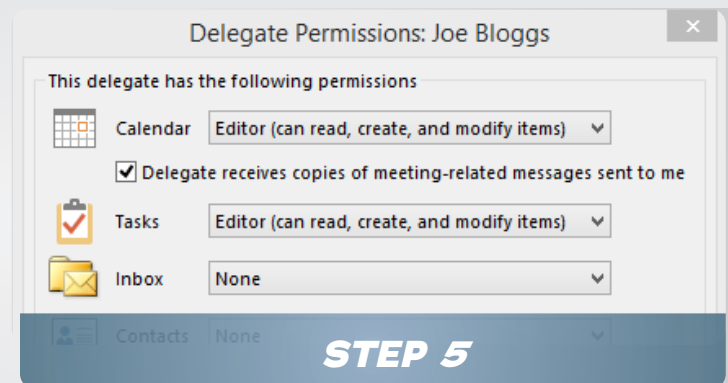 Delegate Permissions: Joe Bloggs
This delegate has the following permissions
Calendar Editor (can read, create, and modify items)
Delegate receives copies of meeting-related messages sent to me
Tasks Editor (can read, create, and modify items)
Inbox None
Contacts None
STEP 5